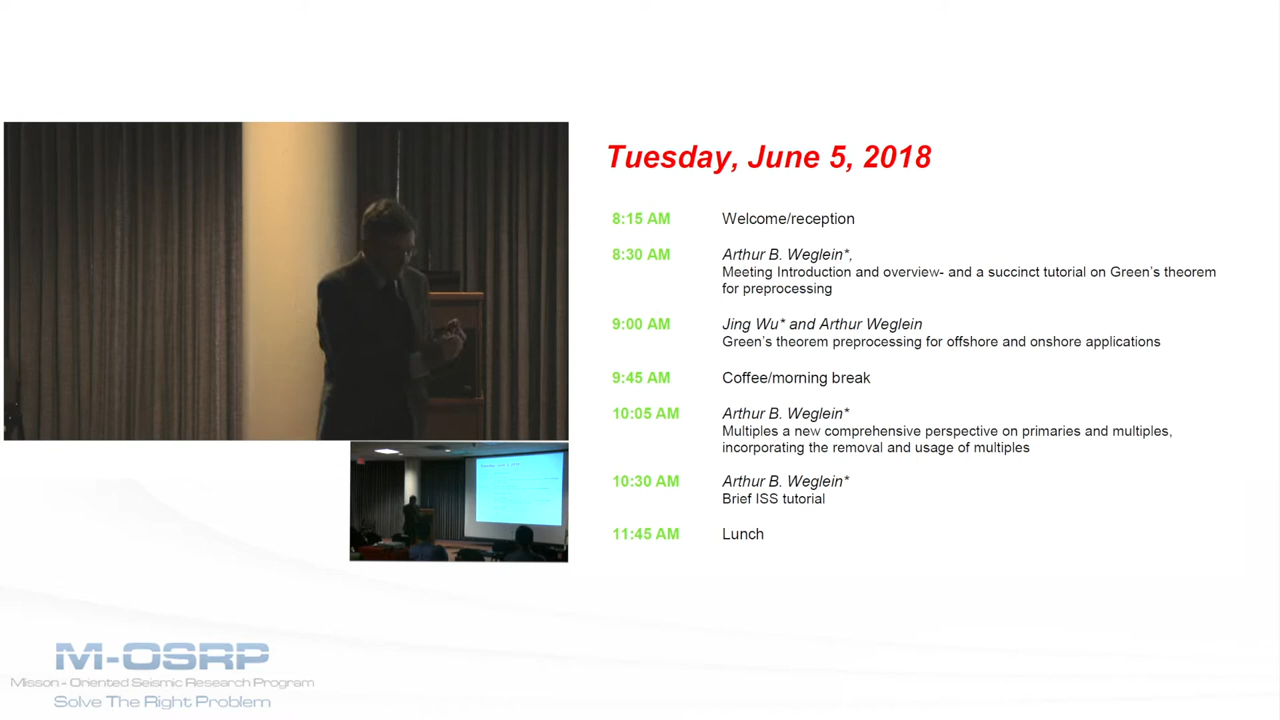 Tuesday, June 5, 2018
8:15 AM Welcome/reception
8:30 AM Arthur B. Weglein*,
Meeting Introduction and overview- and a succinct tutorial on Green's theorem
for preprocessing
9:00 AM Jing Wu* and Arthur Weglein
Green's theorem preprocessing for offshore and onshore applications
9:45 AM Coffee/morning break
10:05 AM Arthur B. Weglein*
Multiples a new comprehensive perspective on primaries and multiples,
incorporating the removal and usage of multiples
10:30 AM Arthur B. Weglein*
Brief ISS tutorial
11:45 AM Lunch
Tuesday, June 5, 2018
M-OSRP
Misson - Oriented Seismic Research Program
Solve The Right Problem